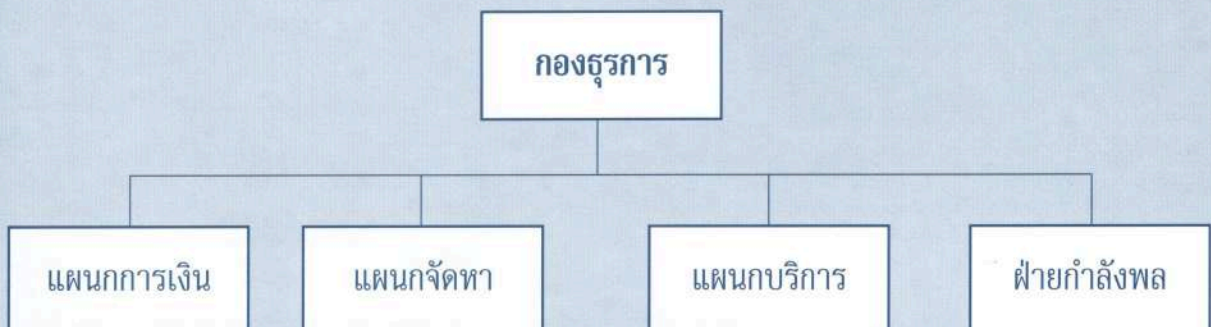 กองธุรการ
แผนกการเงิน
แผนกจัดหา
แผนกบริการ
ฝ่ายกำลังพล